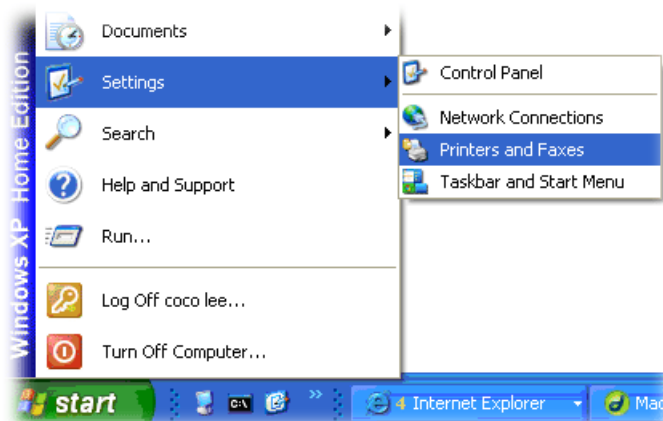 Windows XP Home Edition
Documents
Settings
Search
Help and Support
Run...
Log Off coco lee...
Turn Off Computer...
Control Panel
Network Connections
Printers and Faxes
Taskbar and Start Menu
start
C:\
4 Internet Explorer
Mac